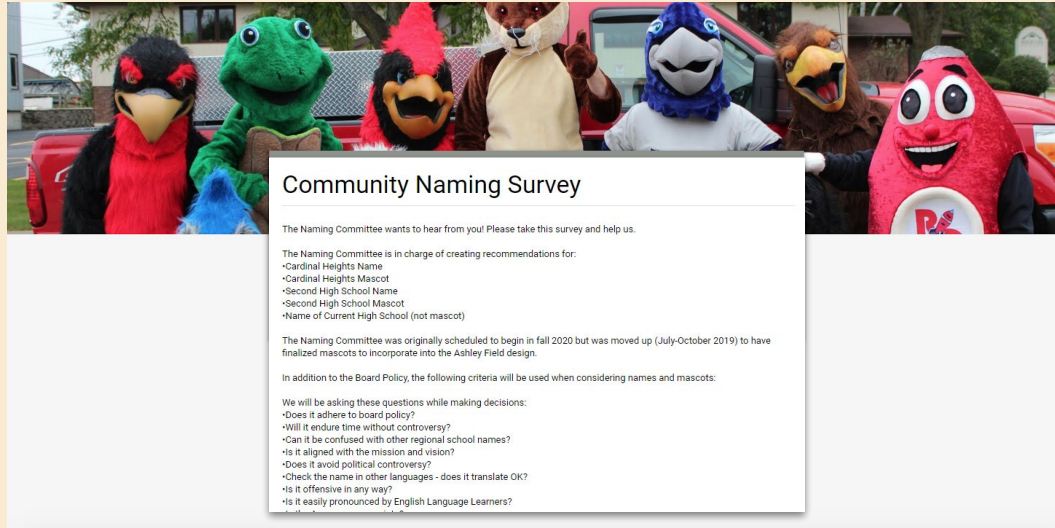 Community Naming Survey
The Naming Committee wants to hear from you! Please take this survey and help us.
The Naming Committee is in charge of creating recommendations for:
•Cardinal Heights Name
•Cardinal Heights Mascot
•Second High School Name
•Second High School Mascot
•Name of Current High School (not mascot)
The Naming Committee was originally scheduled to begin in fall 2020 but was moved up (July-October 2019) to have
finalized mascots to incorporate into the Ashley Field design.
In addition to the Board Policy, the following criteria will be used when considering names and mascots:
We will be asking these questions while making decisions:
•Does it adhere to board policy?
•Will it endure time without controversy?
•Can it be confused with other regional school names?
•Is it aligned with the mission and vision?
•Does it avoid political controversy?
•Check the name in other languages - does it translate OK?
•Is it offensive in any way?
•Is it easily pronounced by English Language Learners?